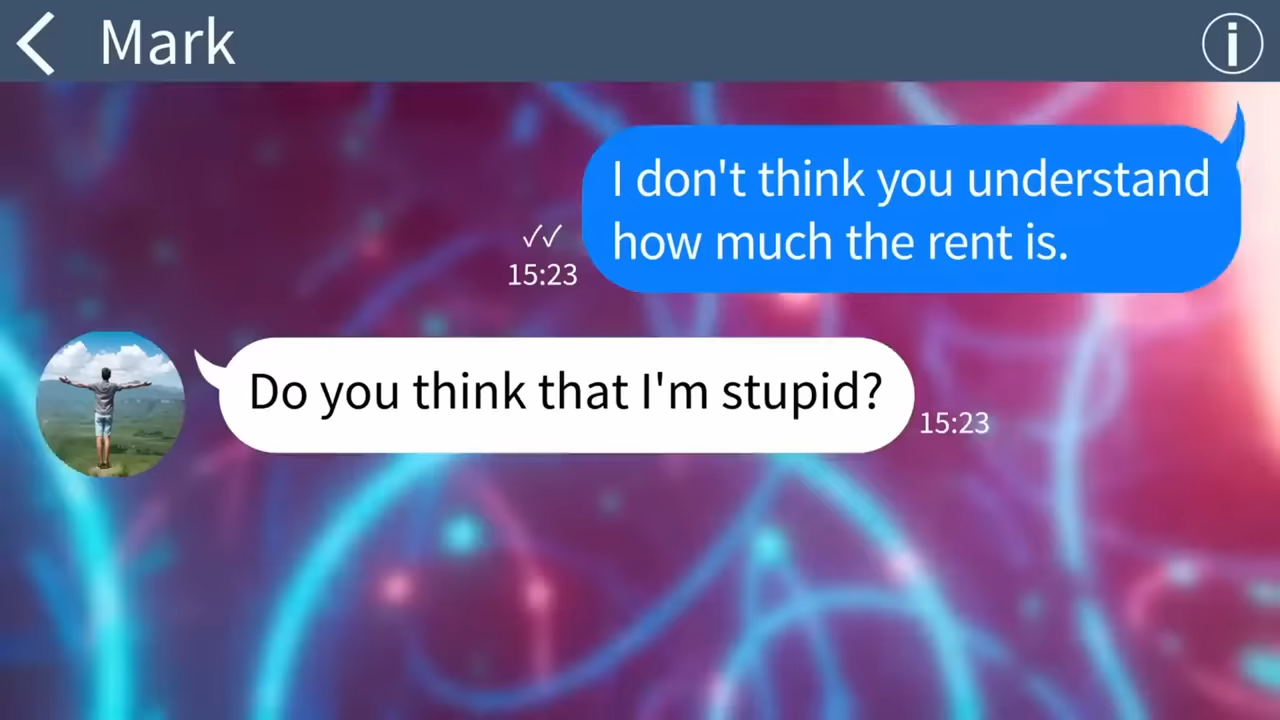 Mark
I don't think you understand
how much the rent is.
✓✓
15:23
Do you think that I'm stupid?
15:23